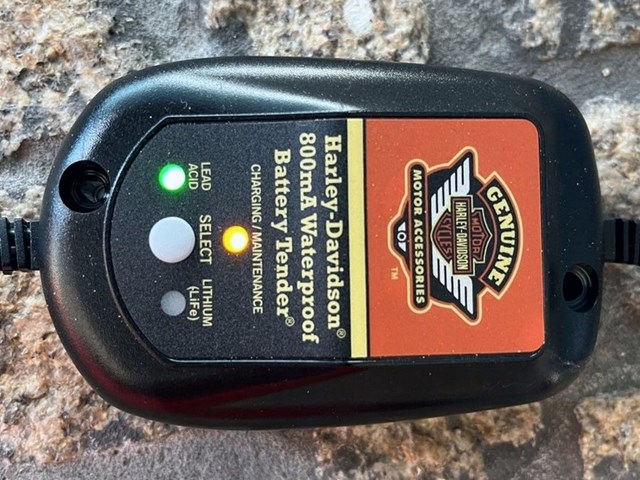 GENUINE
MOTOR
HARLEY-DAVIDSON
CYCLES
MOTOR ACCESSORIES
TM
Harley-Davidson®
800mA Waterproof
Battery Tender®
CHARGING / MAINTENANCE
LEAD
ACID
SELECT
LITHIUM
(LiFe)